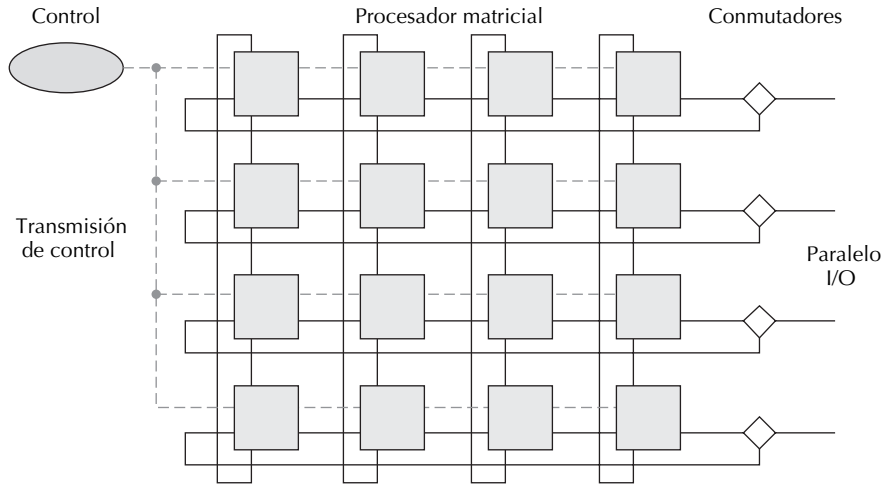 Control
Procesador matricial
Conmutadores
Transmisión
de control
Paralelo
I/O